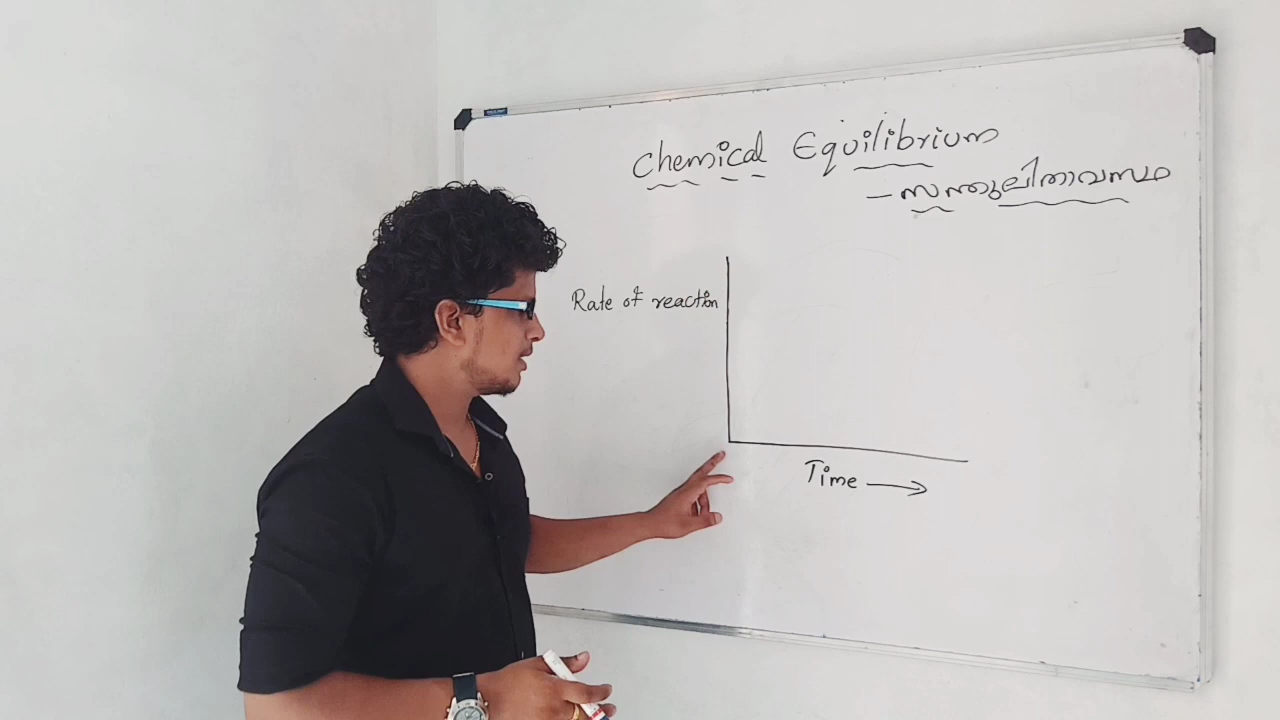 Chemical Equilibrium
– സന്തുലിതാവസ്ഥ
Rate of reaction
Time →